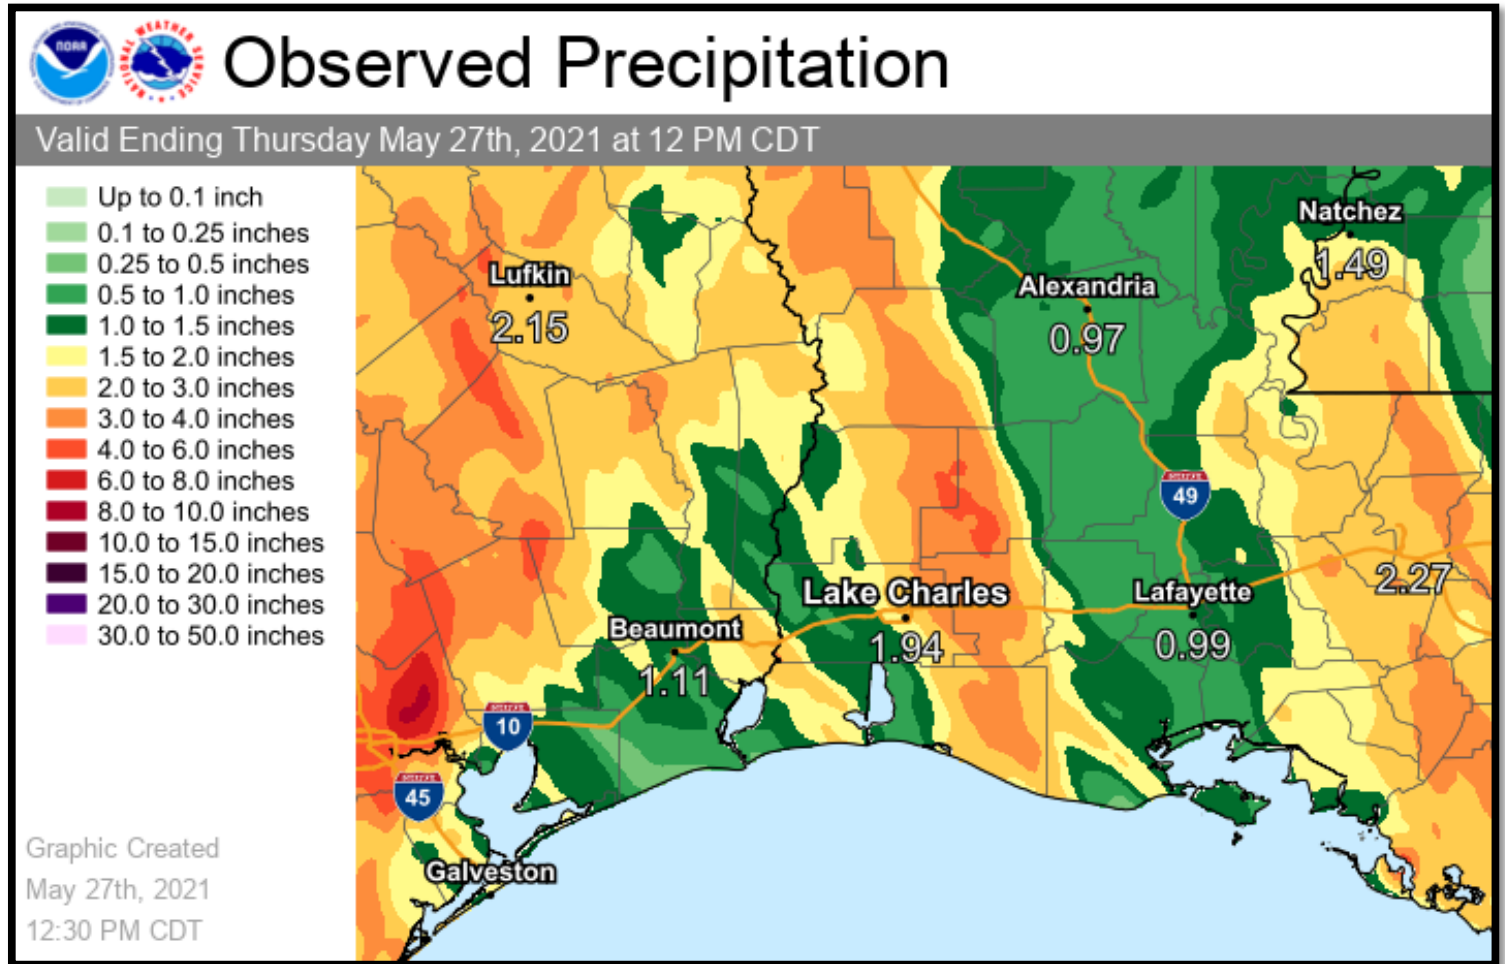 NOAA
NATIONAL WEATHER SERVICE
Observed Precipitation
Valid Ending Thursday May 27th, 2021 at 12 PM CDT
Up to 0.1 inch
0.1 to 0.25 inches
0.25 to 0.5 inches
0.5 to 1.0 inches
1.0 to 1.5 inches
1.5 to 2.0 inches
2.0 to 3.0 inches
3.0 to 4.0 inches
4.0 to 6.0 inches
6.0 to 8.0 inches
8.0 to 10.0 inches
10.0 to 15.0 inches
15.0 to 20.0 inches
20.0 to 30.0 inches
30.0 to 50.0 inches
Graphic Created
May 27th, 2021
12:30 PM CDT
Natchez
1.49
Lufkin
2.15
Alexandria
0.97
49
2.27
Lake Charles
1.94
Lafayette
0.99
Beaumont
1.11
10
45
Galveston